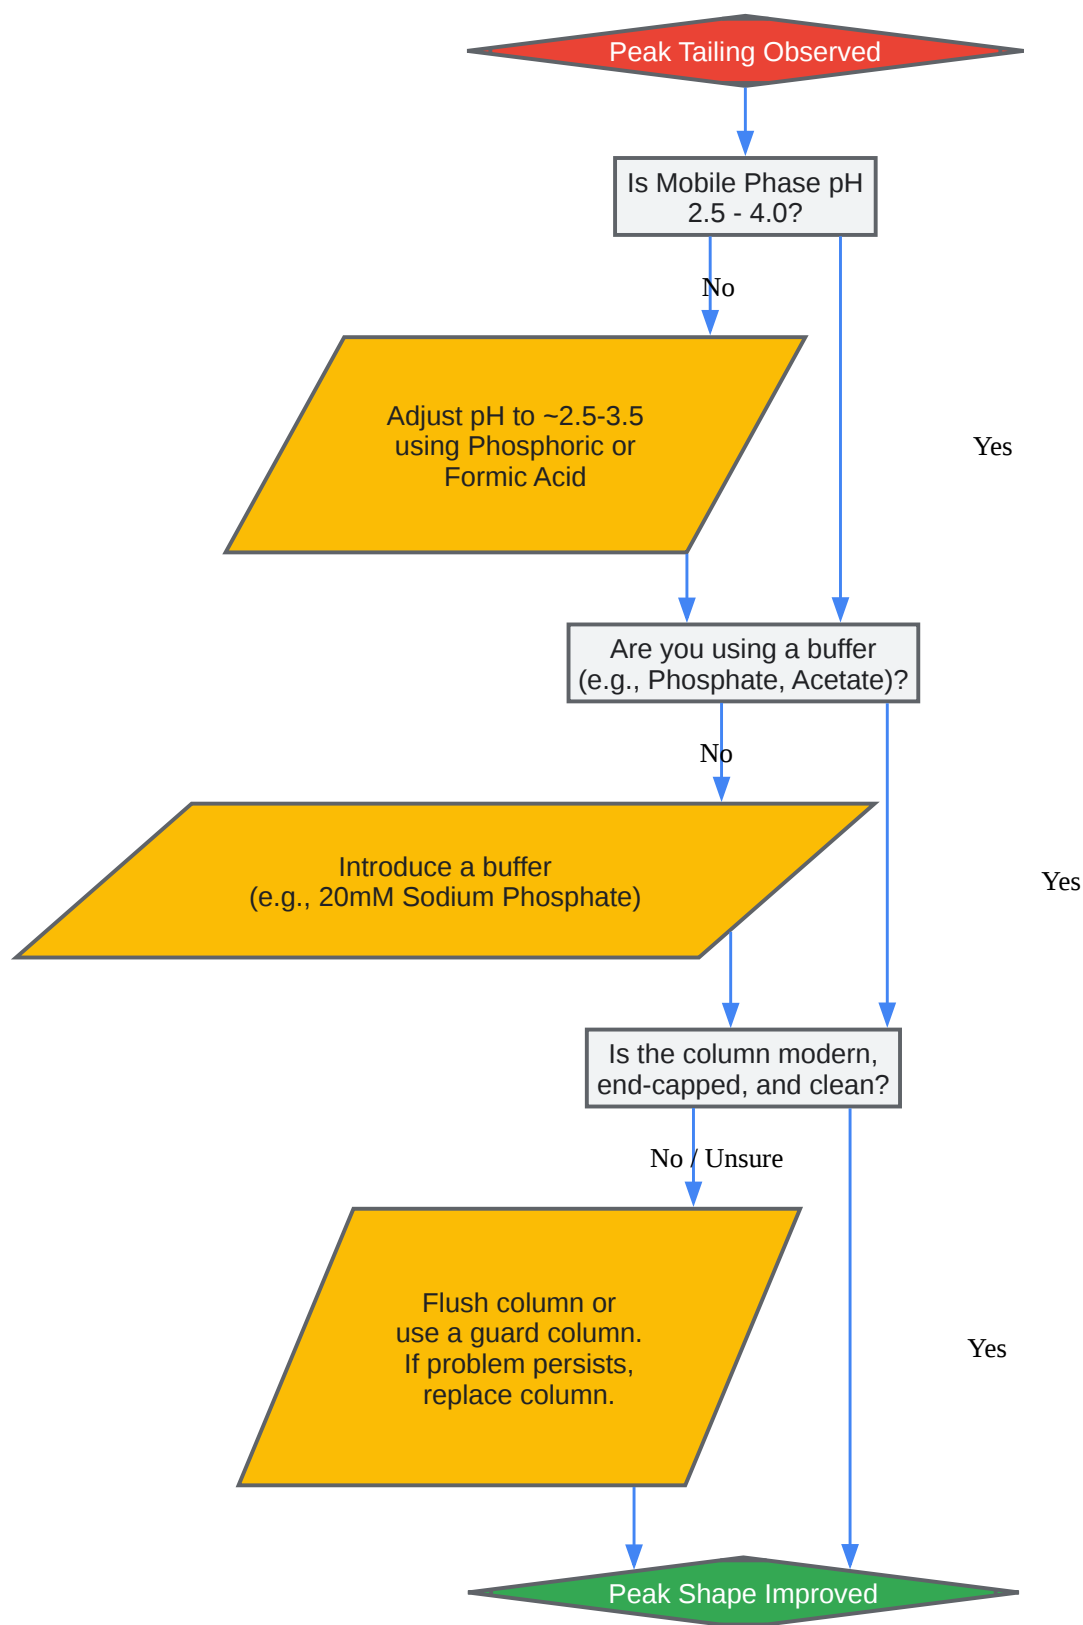 Peak Tailing Observed
Is Mobile Phase pH
2.5 - 4.0?
No
Adjust pH to ~2.5-3.5
using Phosphoric or
Formic Acid
Yes
Are you using a buffer
(e.g., Phosphate, Acetate)?
No
Introduce a buffer
(e.g., 20mM Sodium Phosphate)
Yes
Is the column modern,
end-capped, and clean?
No / Unsure
Flush column or
use a guard column.
If problem persists,
replace column.
Yes
Peak Shape Improved